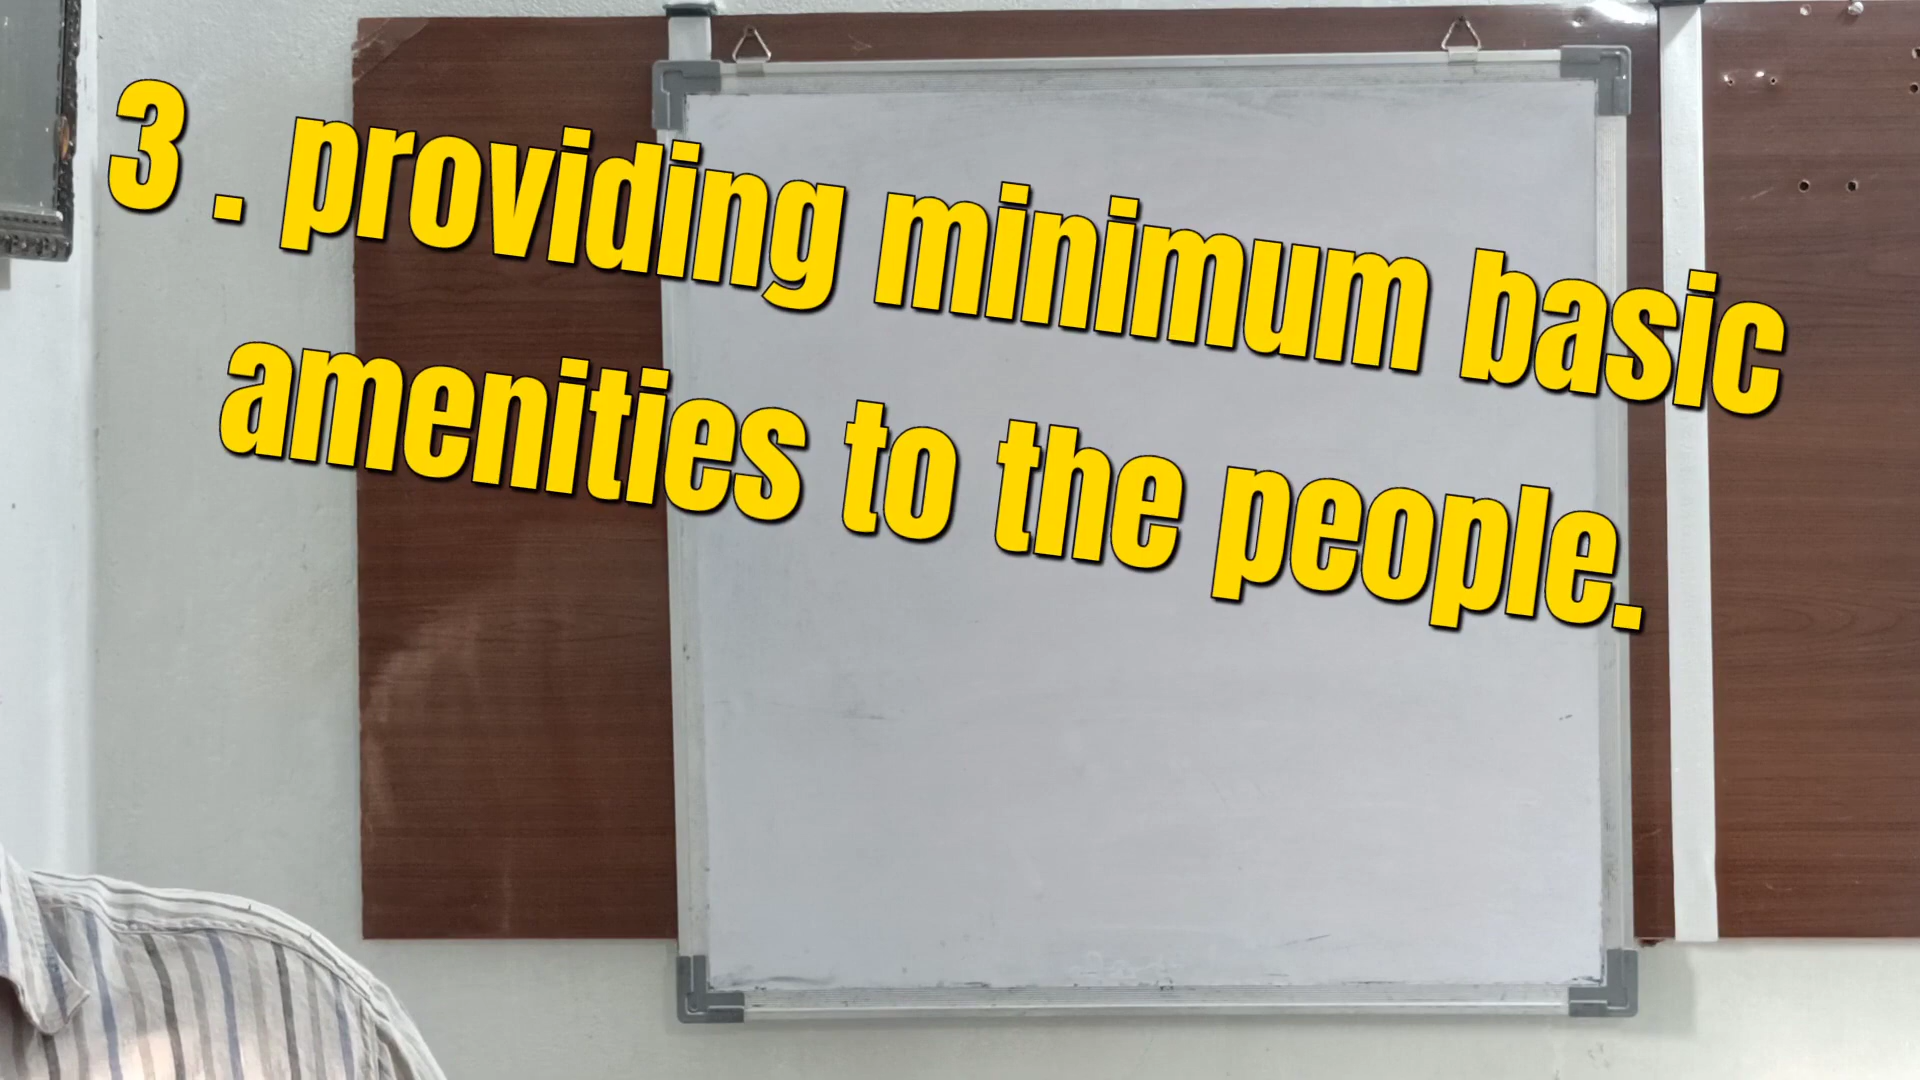 3 . providing minimum basic
amenities to the people.